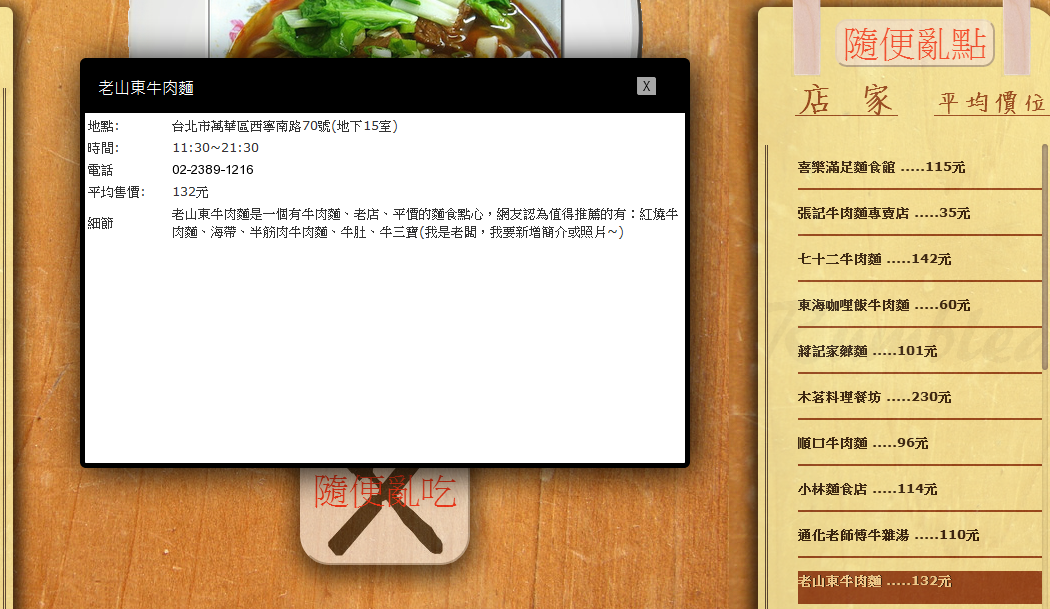 老山東牛肉麵
X
地點: 台北市萬華區西寧南路70號(地下15室)
時間: 11:30~21:30
電話 02-2389-1216
平均售價: 132元
細節 老山東牛肉麵是一個有牛肉麵、老店、平價的麵食點心，網友認為值得推薦的有：紅燒牛
肉麵、海帶、半筋肉牛肉麵、牛肚、牛三寶(我是老闆，我要新增簡介或照片~)
隨便亂吃
隨便亂點
店 家 平均價位
喜樂滿足麵食館 .....115元
張記牛肉麵專賣店 .....35元
七十二牛肉麵 .....142元
東海咖哩飯牛肉麵 .....60元
蔣記家薌麵 .....101元
木茗料理餐坊 .....230元
順口牛肉麵 .....96元
小林麵食店 .....114元
通化老師傅牛雜湯 .....110元
老山東牛肉麵 .....132元